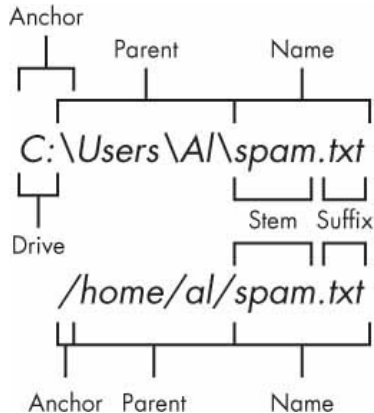 Anchor
Parent Name
C:\Users\Al\spam.txt
Stem Suffix
Drive
/home/al/spam.txt
Anchor Parent Name